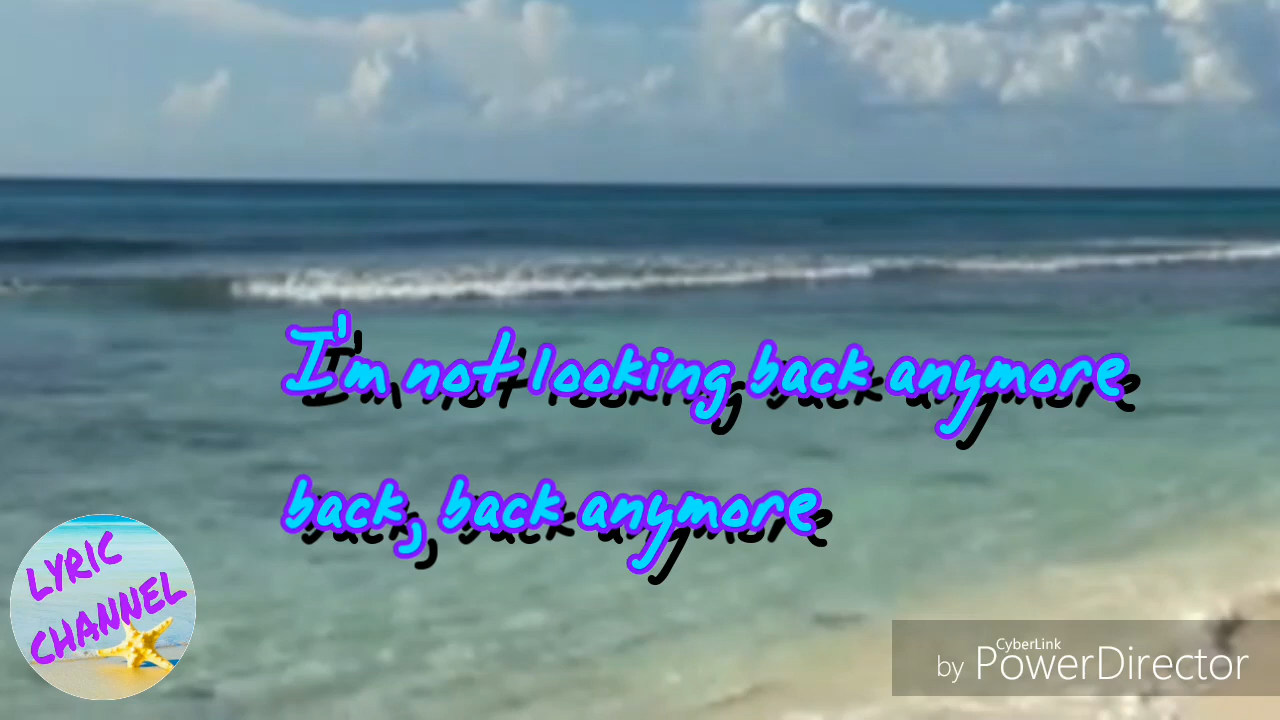 I'm not looking back anymore
back, back anymore
LYRIC
CHANNEL
CyberLink
by PowerDirector